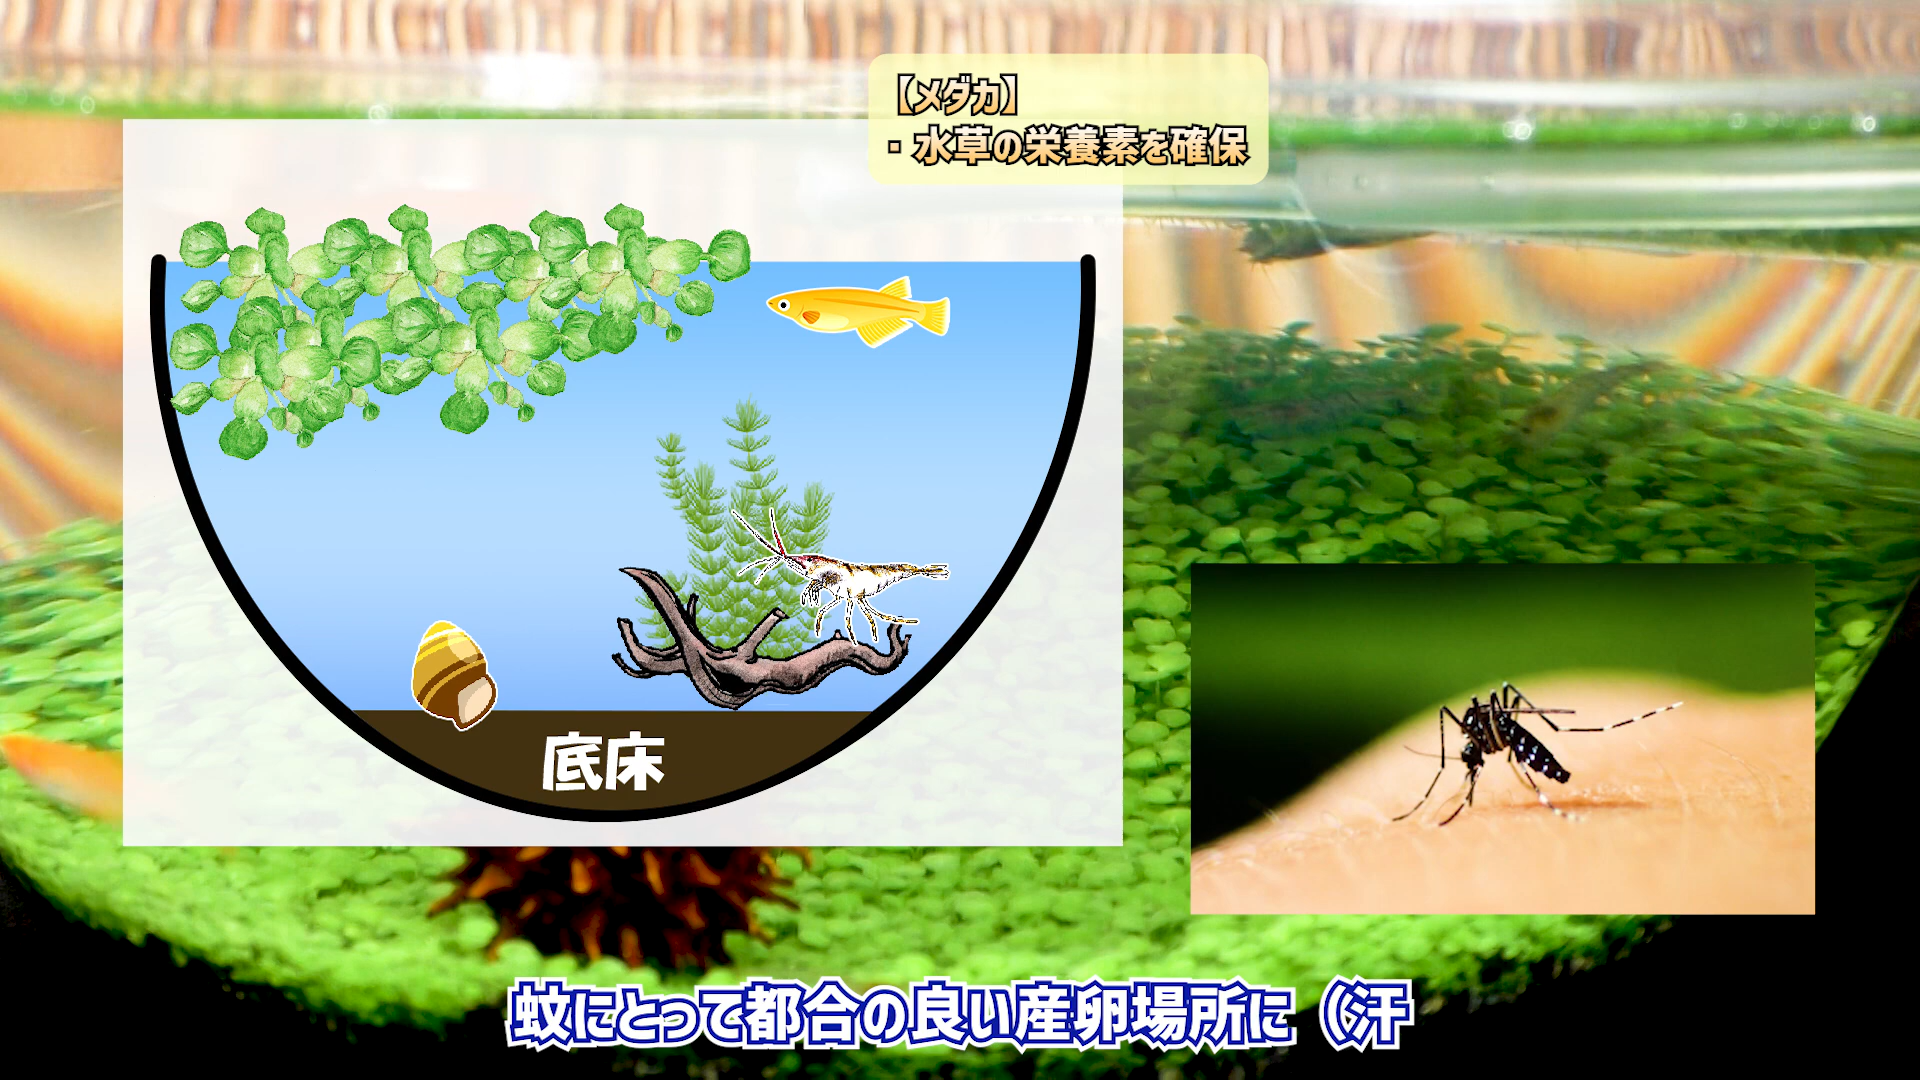 【メダカ】
・水草の栄養素を確保
底床
蚊にとって都合の良い産卵場所に（汗